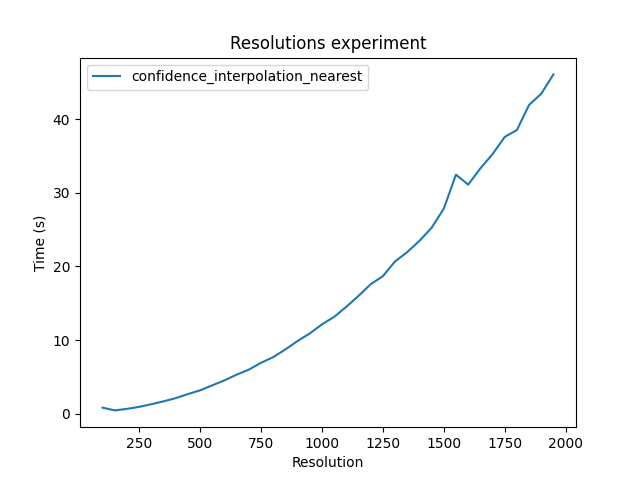 Resolutions experiment
confidence_interpolation_nearest
Time (s)
40
30
20
10
0
250 500 750 1000 1250 1500 1750 2000
Resolution